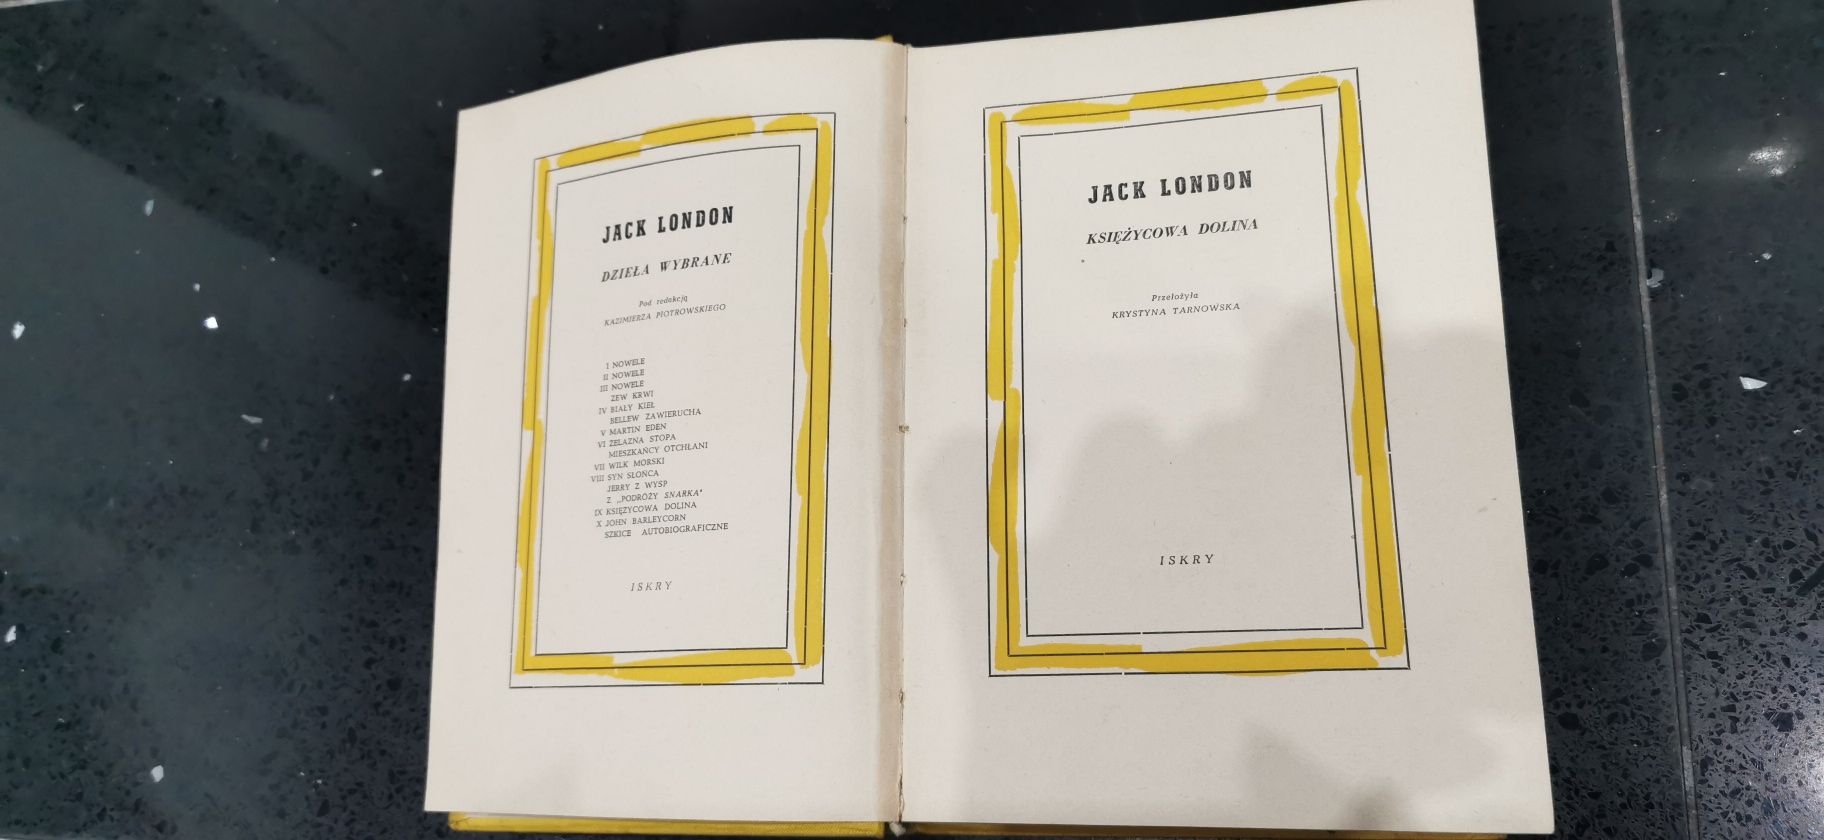 JACK LONDON
DZIEŁA WYBRANE
Pod redakcją
KAZIMIERZA PIOTROWSKIEGO
I NOWELE
II NOWELE
III NOWELE
ZEW KRWI
IV BIAŁY KIEŁ
BELLEW ZAWIERUCHA
V MARTIN EDEN
VI ŻELAZNA STOPA
MIESZKAŃCY OTCHŁANI
VII WILK MORSKI
VIII SYN SŁOŃCA
JERRY Z WYSP
Z „PODRÓŻY SNARKA"
IX KSIĘŻYCOWA DOLINA
X JOHN BARLEYCORN
SZKICE AUTOBIOGRAFICZNE
ISKRY
JACK LONDON
KSIĘŻYCOWA DOLINA
Przełożyła
KRYSTYNA TARNOWSKA
ISKRY